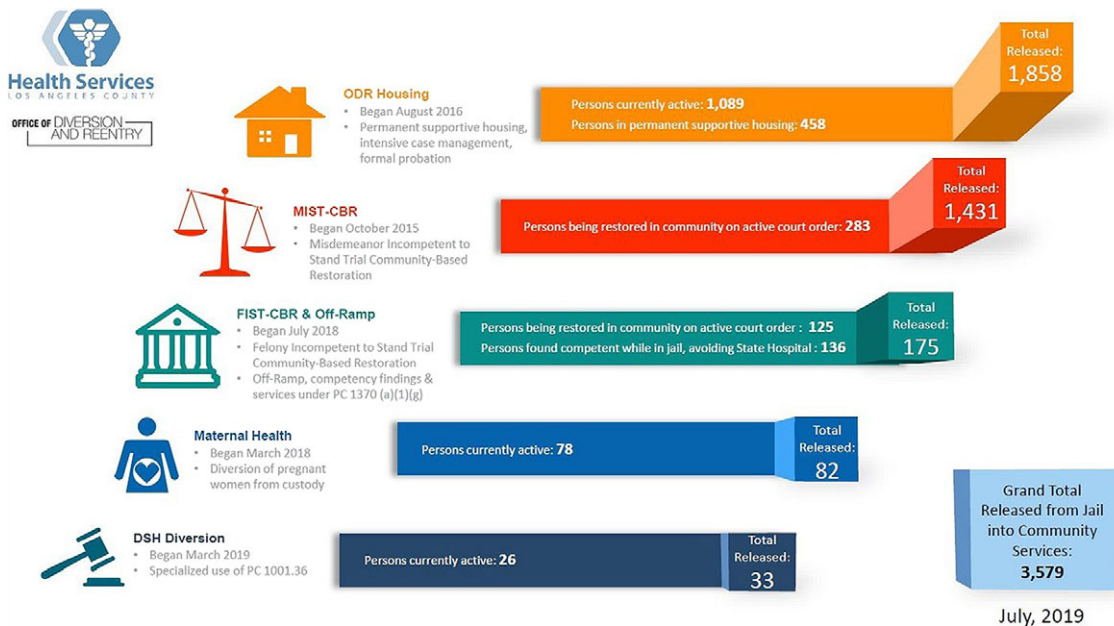 Health Services
LOS ANGELES COUNTY
OFFICE OF DIVERSION
AND REENTRY
ODR Housing
• Began August 2016
• Permanent supportive housing,
intensive case management,
formal probation
Persons currently active: 1,089
Persons in permanent supportive housing: 458
Total
Released:
1,858
MIST-CBR
• Began October 2015
• Misdemeanor Incompetent to
Stand Trial Community-Based
Restoration
Persons being restored in community on active court order: 283
Total
Released:
1,431
FIST-CBR & Off-Ramp
• Began July 2018
• Felony Incompetent to Stand Trial
Community-Based Restoration
• Off-Ramp, competency findings &
services under PC 1370 (a)(1)(g)
Persons being restored in community on active court order : 125
Persons found competent while in jail, avoiding State Hospital : 136
Total
Released:
175
Maternal Health
• Began March 2018
• Diversion of pregnant
women from custody
Persons currently active: 78
Total
Released:
82
DSH Diversion
• Began March 2019
• Specialized use of PC 1001.36
Persons currently active: 26
Total
Released:
33
Grand Total
Released from Jail
into Community
Services:
3,579
July, 2019